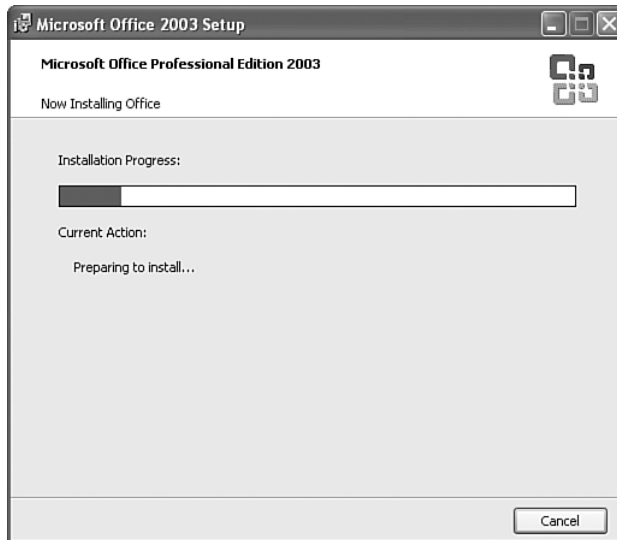 Microsoft Office 2003 Setup
Microsoft Office Professional Edition 2003
Now Installing Office
Installation Progress:
Current Action:
Preparing to install...
Cancel